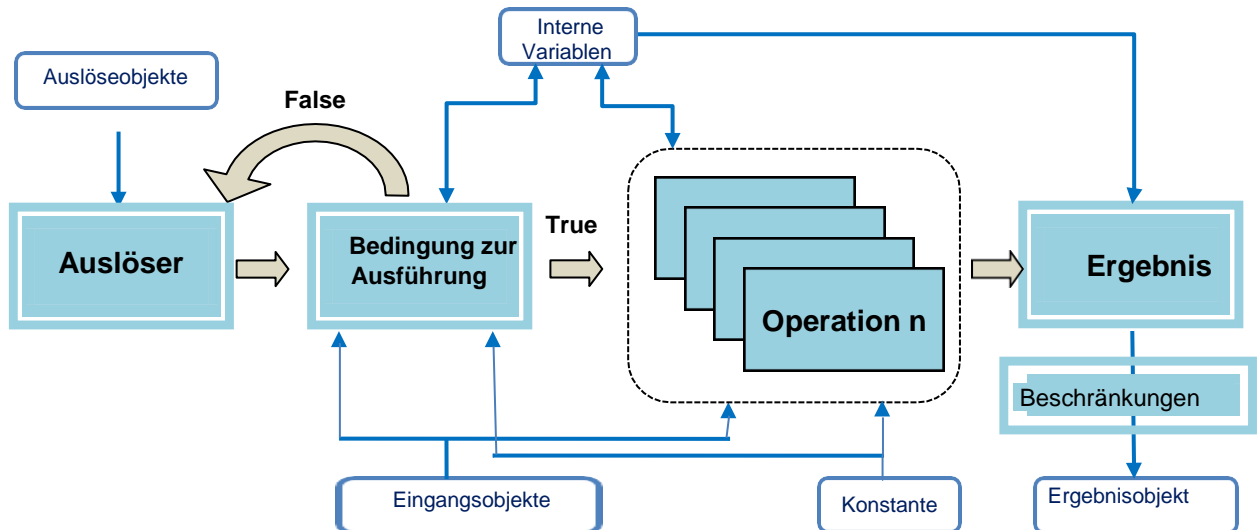 Interne
Variablen
Auslöseobjekte
False
True
Auslöser
Bedingung zur
Ausführung
Operation n
Ergebnis
Beschränkungen
Eingangsobjekte
Konstante
Ergebnisobjekt